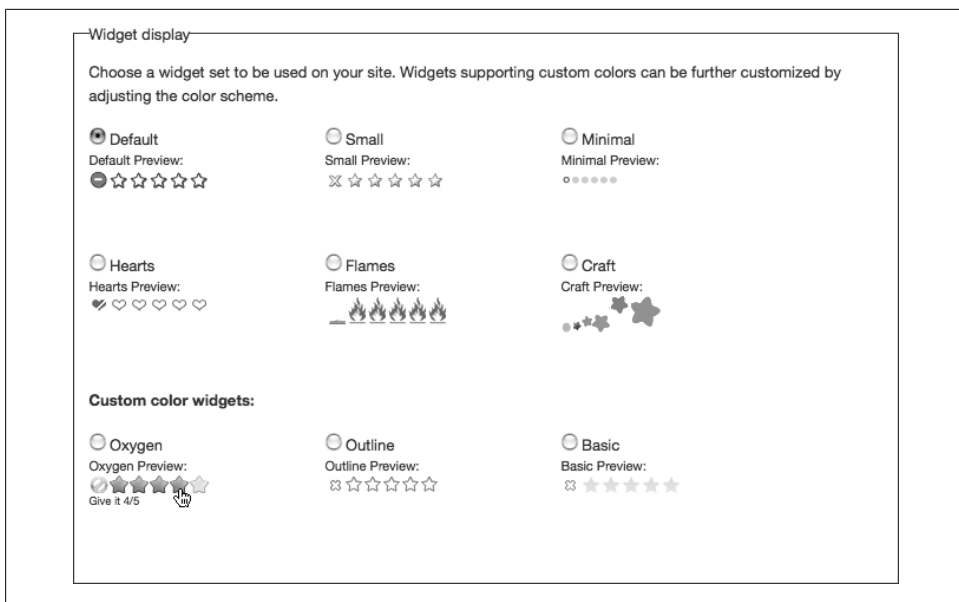 Widget display
Choose a widget set to be used on your site. Widgets supporting custom colors can be further customized by
adjusting the color scheme.
Default
Default Preview:
Small
Small Preview:
Minimal
Minimal Preview:
Hearts
Hearts Preview:
Flames
Flames Preview:
Craft
Craft Preview:
Custom color widgets:
Oxygen
Oxygen Preview:
Give it 4/5
Outline
Outline Preview:
Basic
Basic Preview: